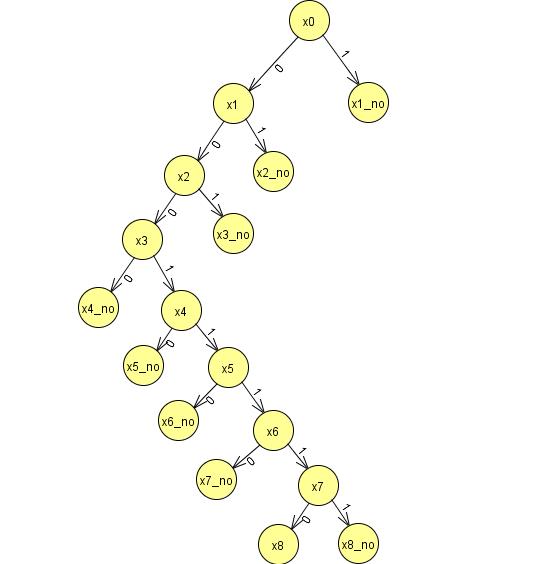 x0
0
1
x1
x1_no
0
1
x2
x2_no
0
1
x3
x3_no
0
1
x4_no
x4
0
1
x5_no
x5
0
1
x6_no
x6
0
1
x7_no
x7
0
1
x8
x8_no